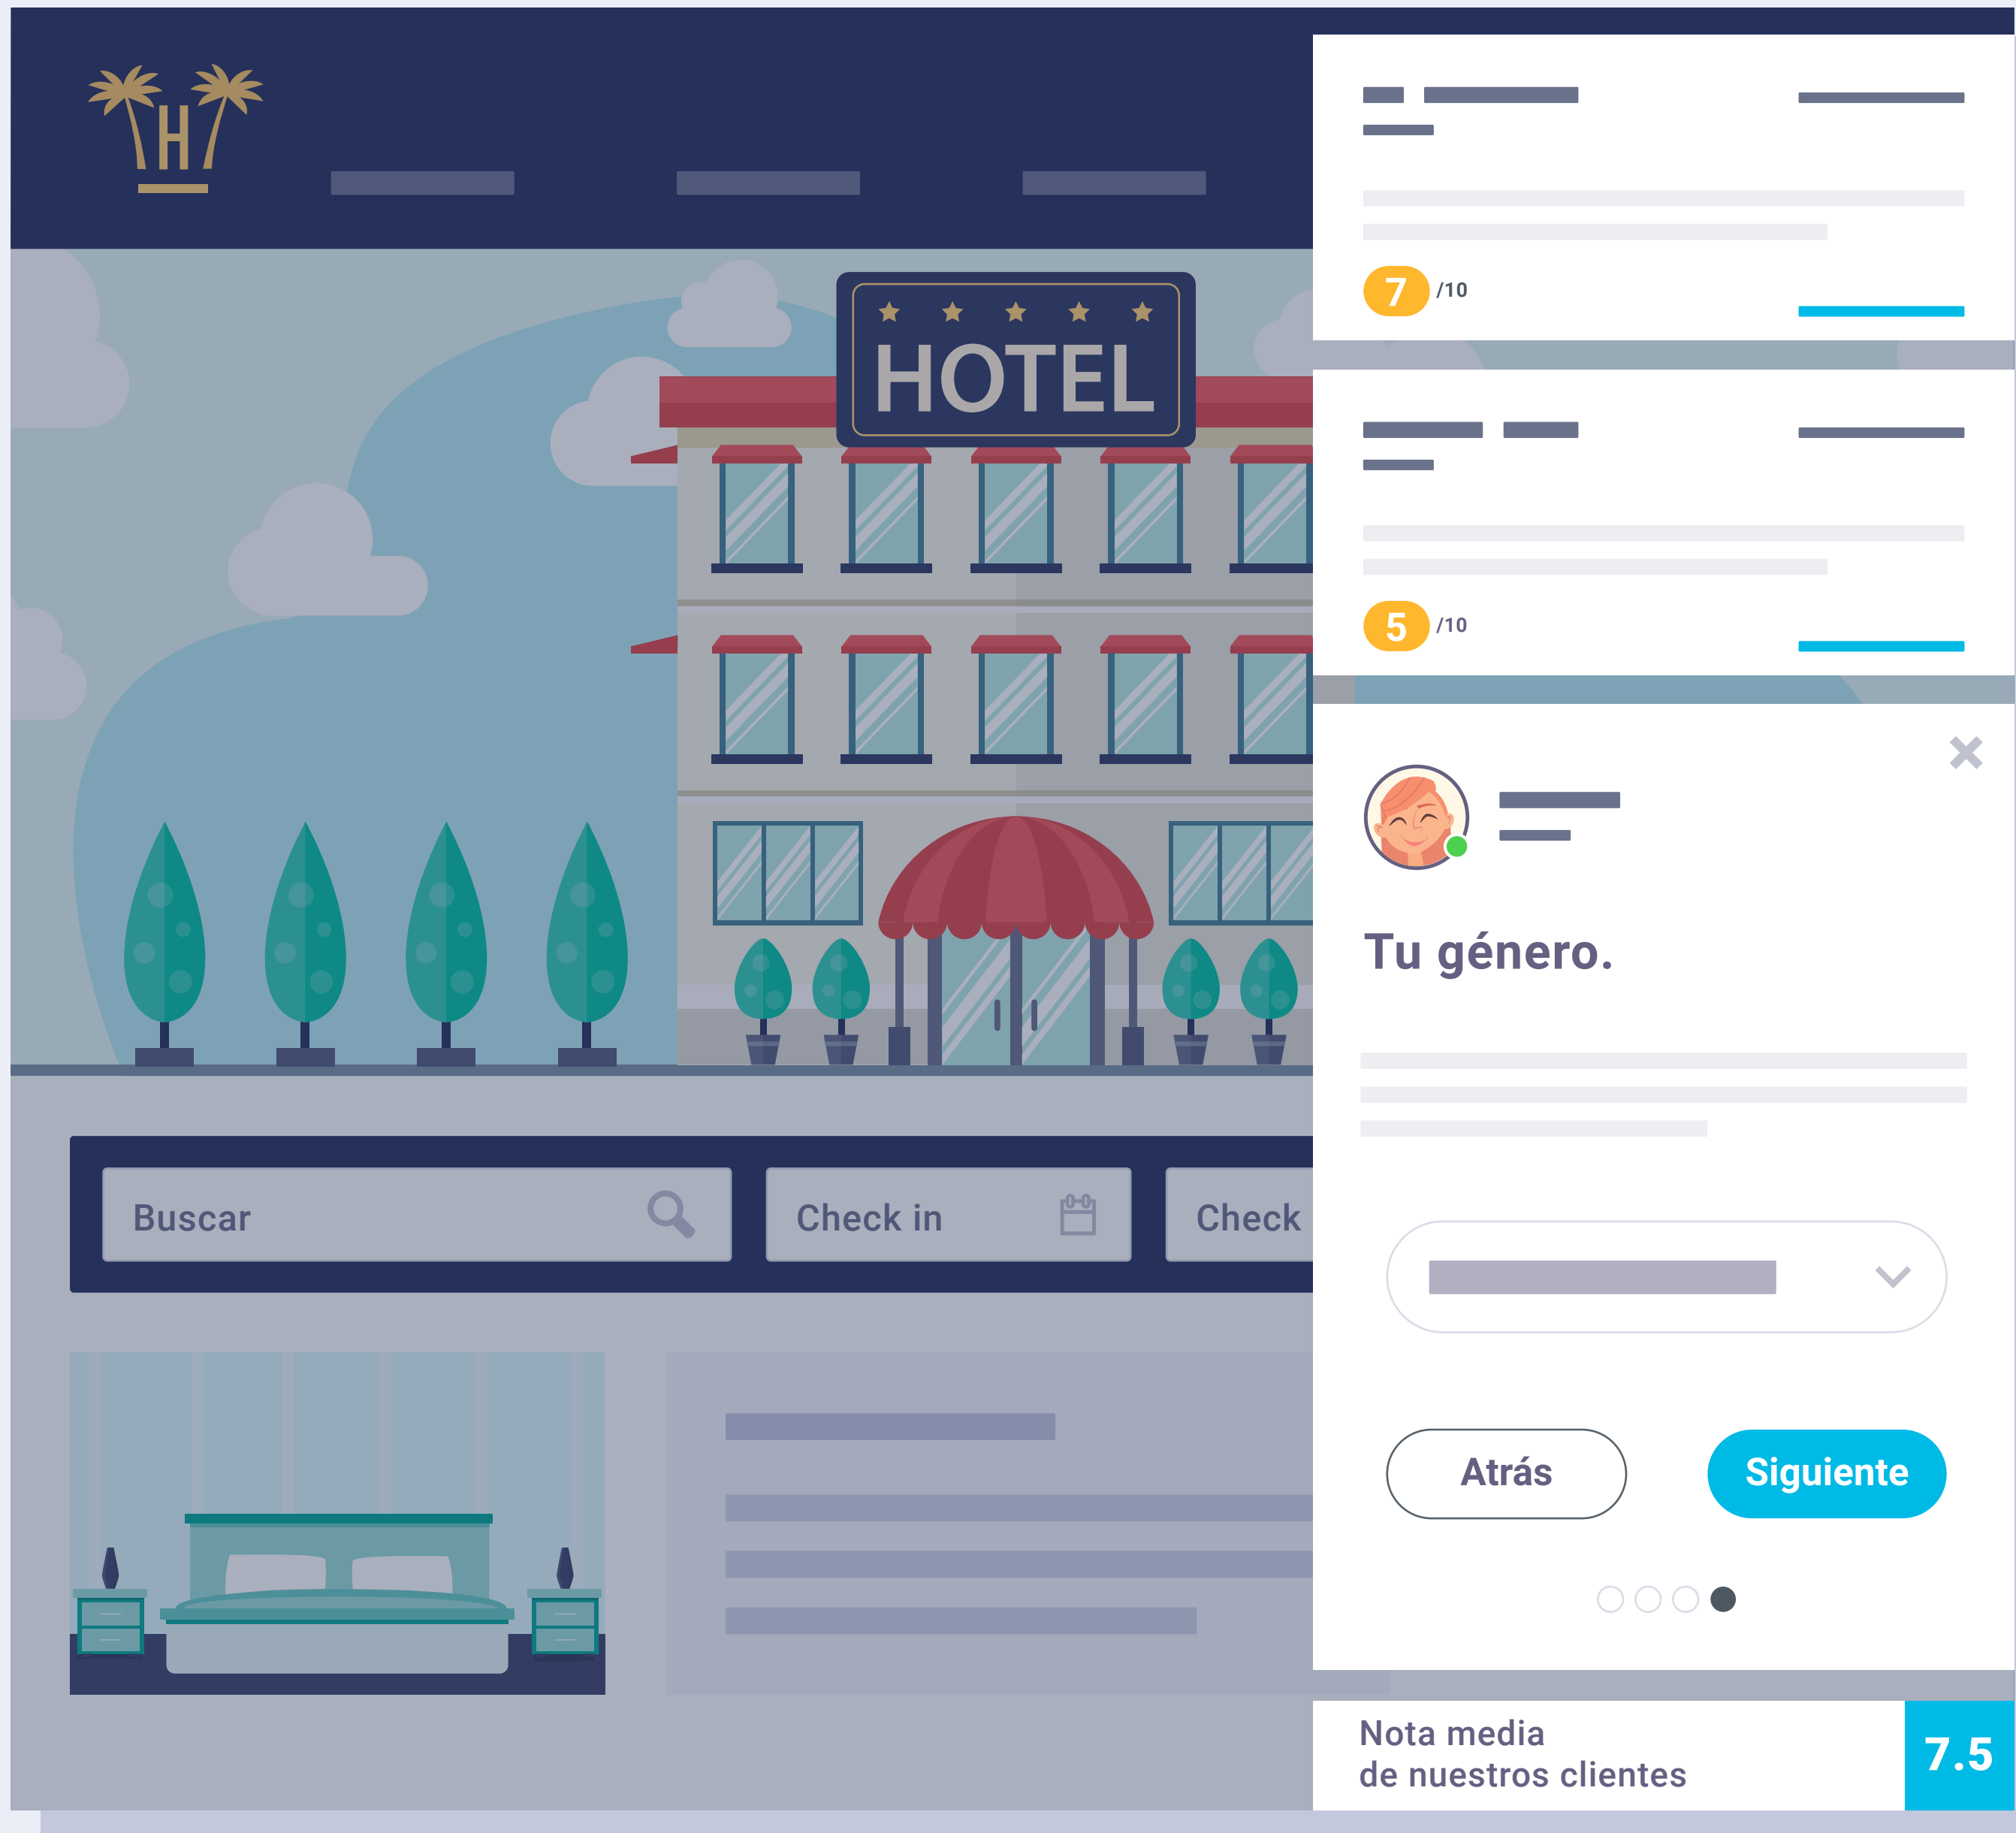 H
HOTEL
Buscar
Check in
Check
7 /10
5 /10
Tu género.
Atrás
Siguiente
Nota media
de nuestros clientes
7.5